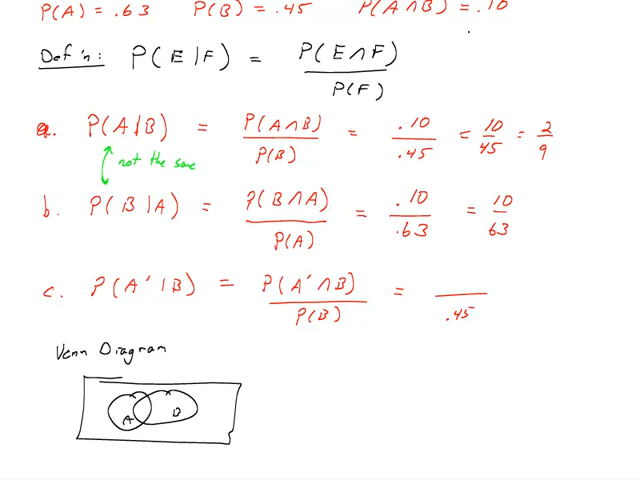 P(A) = .63 P(B) = .45 P(A∩B) = .10
Def'n: P(E|F) = P(E∩F) / P(F)
a. P(A|B) = P(A∩B) / P(B) = .10 / .45 = 10/45 = 2/9
not the same
b. P(B|A) = P(B∩A) / P(A) = .10 / .63 = 10/63
c. P(A'|B) = P(A'∩B) / P(B) = / .45
Venn Diagram
A B